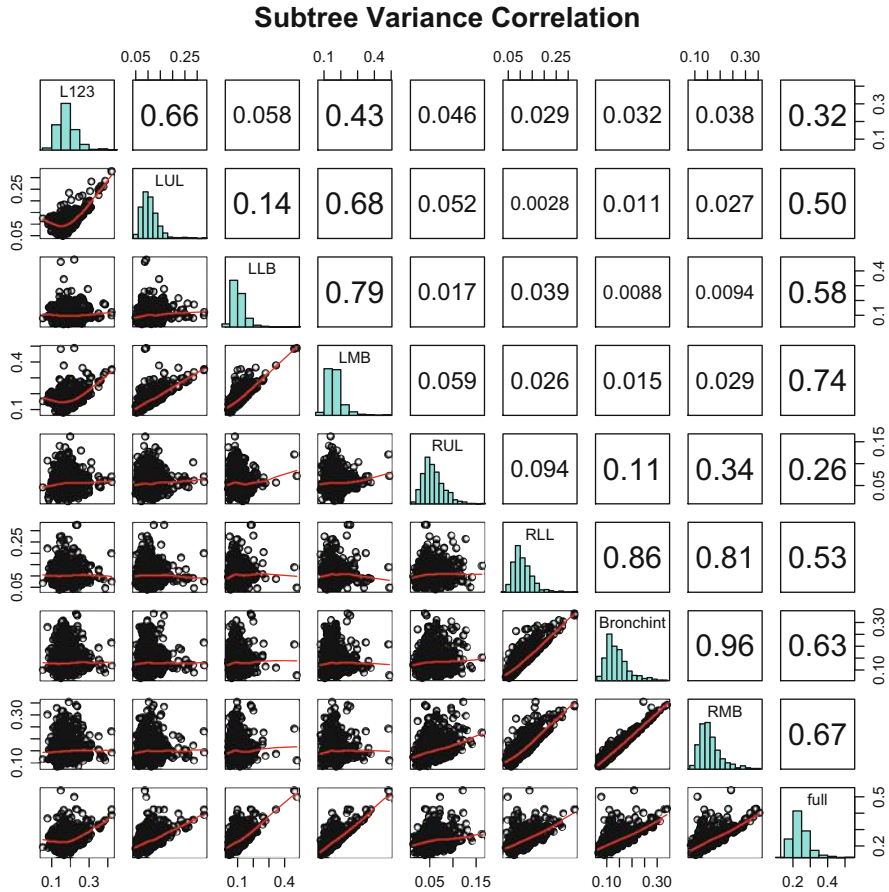 Subtree Variance Correlation
0.05 0.25 0.1 0.4 0.05 0.25 0.10 0.30
L123 0.66 0.058 0.43 0.046 0.029 0.032 0.038 0.32 0.1 0.3
0.05 0.25 LUL 0.14 0.68 0.052 0.0028 0.011 0.027 0.50
LLB 0.79 0.017 0.039 0.0088 0.0094 0.58 0.1 0.4
0.1 0.4 LMB 0.059 0.026 0.015 0.029 0.74
RUL 0.094 0.11 0.34 0.26 0.05 0.15
0.05 0.25 RLL 0.86 0.81 0.53
Bronchint 0.96 0.63 0.10 0.30
0.10 0.30 RMB 0.67
full 0.2 0.5
0.1 0.3 0.1 0.4 0.05 0.15 0.10 0.30 0.2 0.4